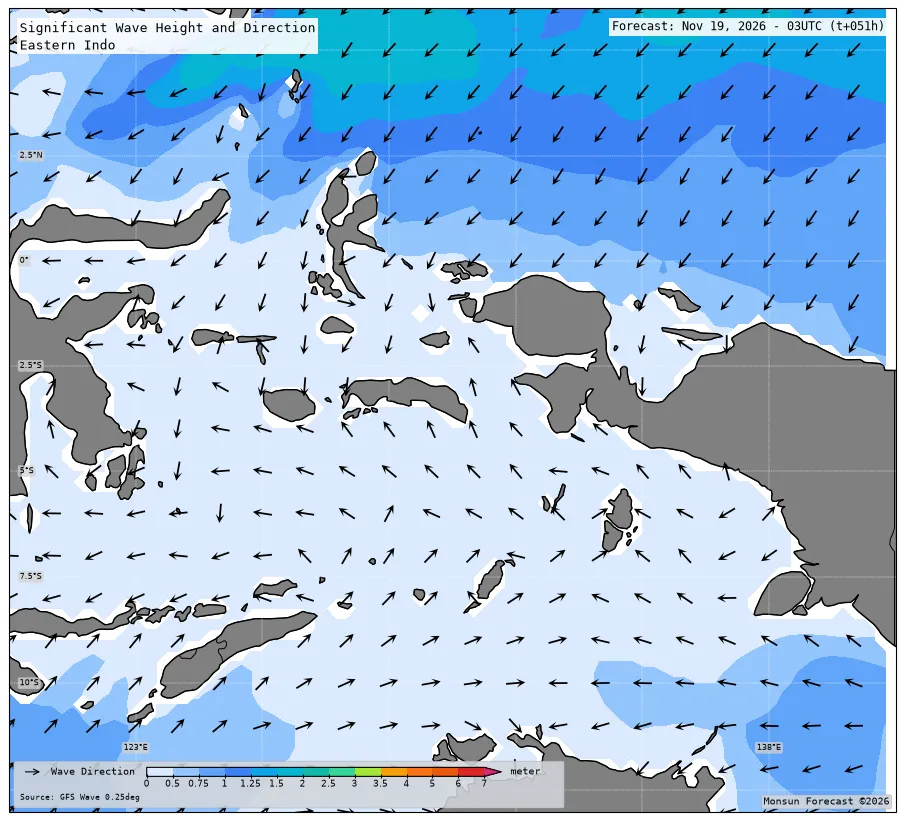 Significant Wave Height and Direction
Eastern Indo
Forecast: Nov 19, 2026 - 03UTC (t+051h)
2.5°N
0°
2.5°S
5°S
7.5°S
10°S
123°E
138°E
Wave Direction
meter
0 0.5 0.75 1 1.25 1.5 2 2.5 3 3.5 4 5 6 7
Source: GFS Wave 0.25deg
Monsun Forecast ©2026